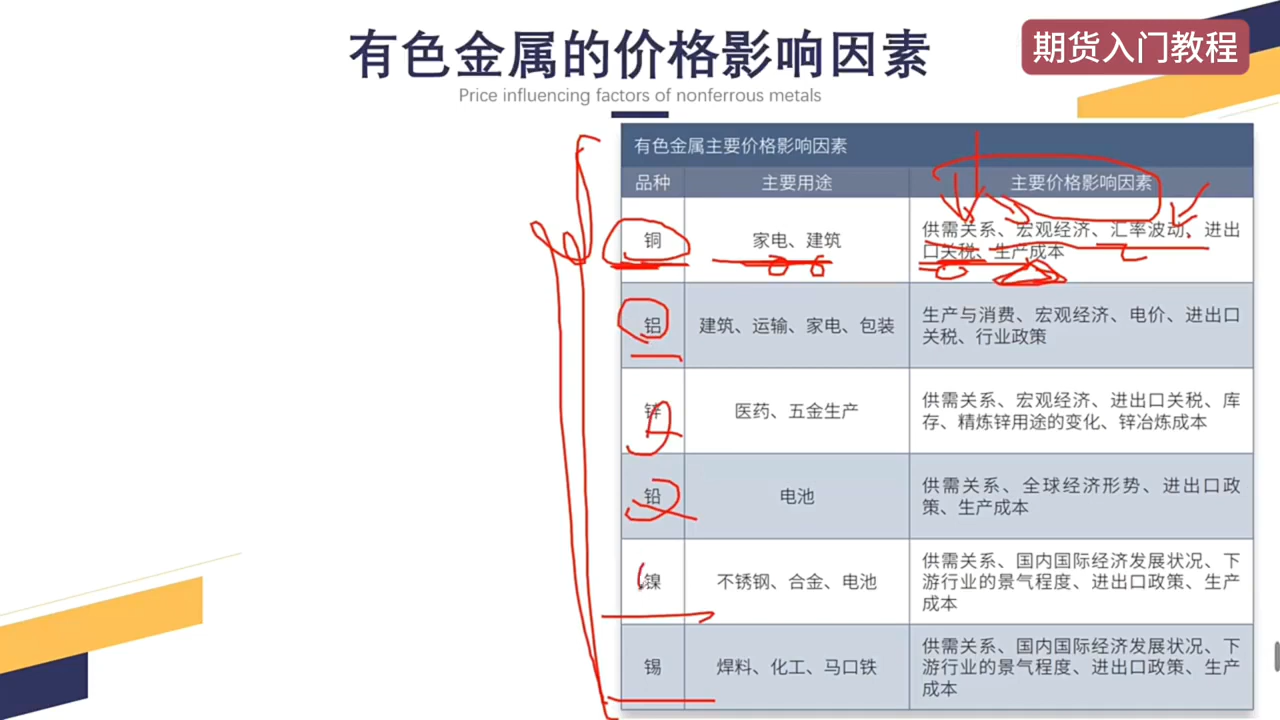 有色金属的价格影响因素
期货入门教程
Price influencing factors of nonferrous metals
有色金属主要价格影响因素
品种 主要用途 主要价格影响因素
铜 家电、建筑 供需关系、宏观经济、汇率波动、进出
口关税、生产成本
铝 建筑、运输、家电、包装 生产与消费、宏观经济、电价、进出口
关税、行业政策
锌 医药、五金生产 供需关系、宏观经济、进出口关税、库
存、精炼锌用途的变化、锌冶炼成本
铅 电池 供需关系、全球经济形势、进出口政
策、生产成本
镍 不锈钢、合金、电池 供需关系、国内国际经济发展状况、下
游行业的景气程度、进出口政策、生产
成本
锡 焊料、化工、马口铁 供需关系、国内国际经济发展状况、下
游行业的景气程度、进出口政策、生产
成本